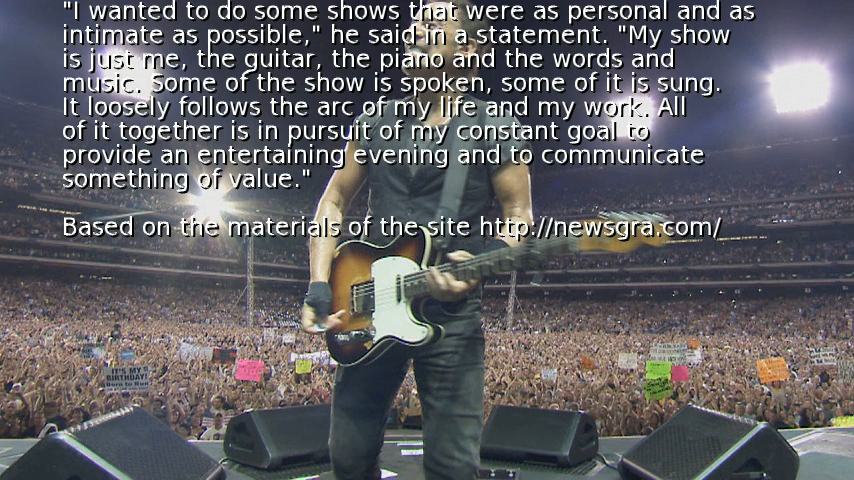 "I wanted to do some shows that were as personal and as
intimate as possible," he said in a statement. "My show
is just me, the guitar, the piano and the words and
music. Some of the show is spoken, some of it is sung.
It loosely follows the arc of my life and my work. All
of it together is in pursuit of my constant goal to
provide an entertaining evening and to communicate
something of value."
Based on the materials of the site http://newsgra.com/
IT'S MY
BIRTHDAY!
Born to Run